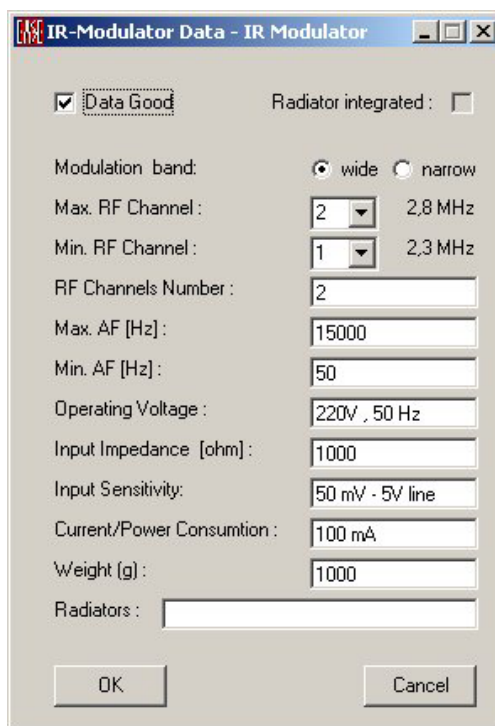 EASE IR-Modulator Data - IR Modulator
Data Good Radiator integrated :
Modulation band: wide narrow
Max. RF Channel : 2 2,8 MHz
Min. RF Channel : 1 2,3 MHz
RF Channels Number : 2
Max. AF [Hz] : 15000
Min. AF [Hz] : 50
Operating Voltage : 220V , 50 Hz
Input Impedance [ohm] : 1000
Input Sensitivity: 50 mV - 5V line
Current/Power Consumtion : 100 mA
Weight (g) : 1000
Radiators :
OK Cancel